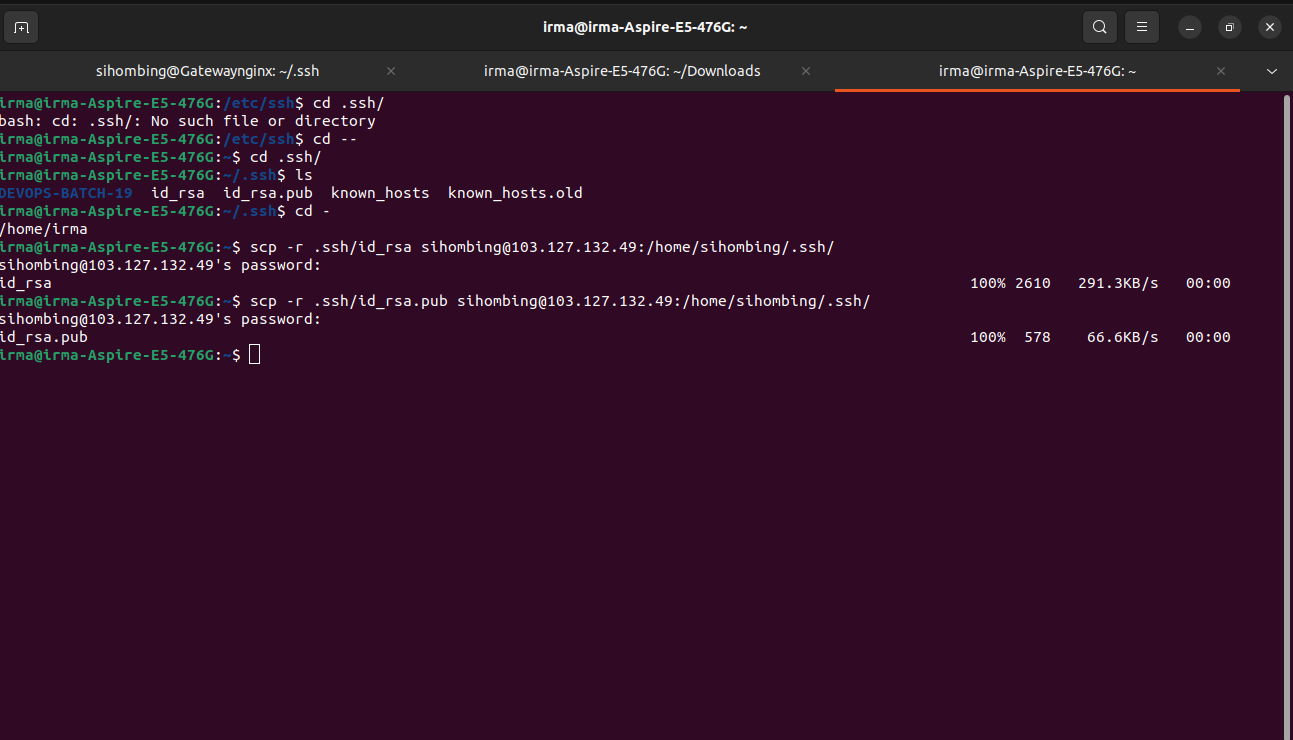 irma@irma-Aspire-E5-476G: ~
sihombing@Gatewaynginx: ~/.ssh
irma@irma-Aspire-E5-476G: ~/Downloads
irma@irma-Aspire-E5-476G: ~
irma@irma-Aspire-E5-476G:/etc/ssh$ cd .ssh/
bash: cd: .ssh/: No such file or directory
irma@irma-Aspire-E5-476G:/etc/ssh$ cd --
irma@irma-Aspire-E5-476G:~$ cd .ssh/
irma@irma-Aspire-E5-476G:~/.ssh$ ls
DEVOPS-BATCH-19  id_rsa  id_rsa.pub  known_hosts  known_hosts.old
irma@irma-Aspire-E5-476G:~/.ssh$ cd -
/home/irma
irma@irma-Aspire-E5-476G:~$ scp -r .ssh/id_rsa sihombing@103.127.132.49:/home/sihombing/.ssh/
sihombing@103.127.132.49's password:
id_rsa 100% 2610 291.3KB/s 00:00
irma@irma-Aspire-E5-476G:~$ scp -r .ssh/id_rsa.pub sihombing@103.127.132.49:/home/sihombing/.ssh/
sihombing@103.127.132.49's password:
id_rsa.pub 100% 578 66.6KB/s 00:00
irma@irma-Aspire-E5-476G:~$